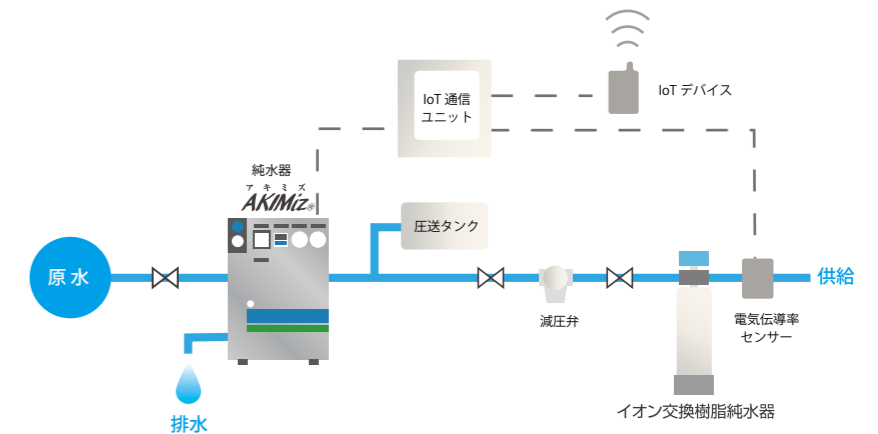 IoT 通信
ユニット
IoT デバイス
純水器
アキミズ
AKIMiz®
圧送タンク
原水
供給
減圧弁
電気伝導率
センサー
イオン交換樹脂純水器
排水